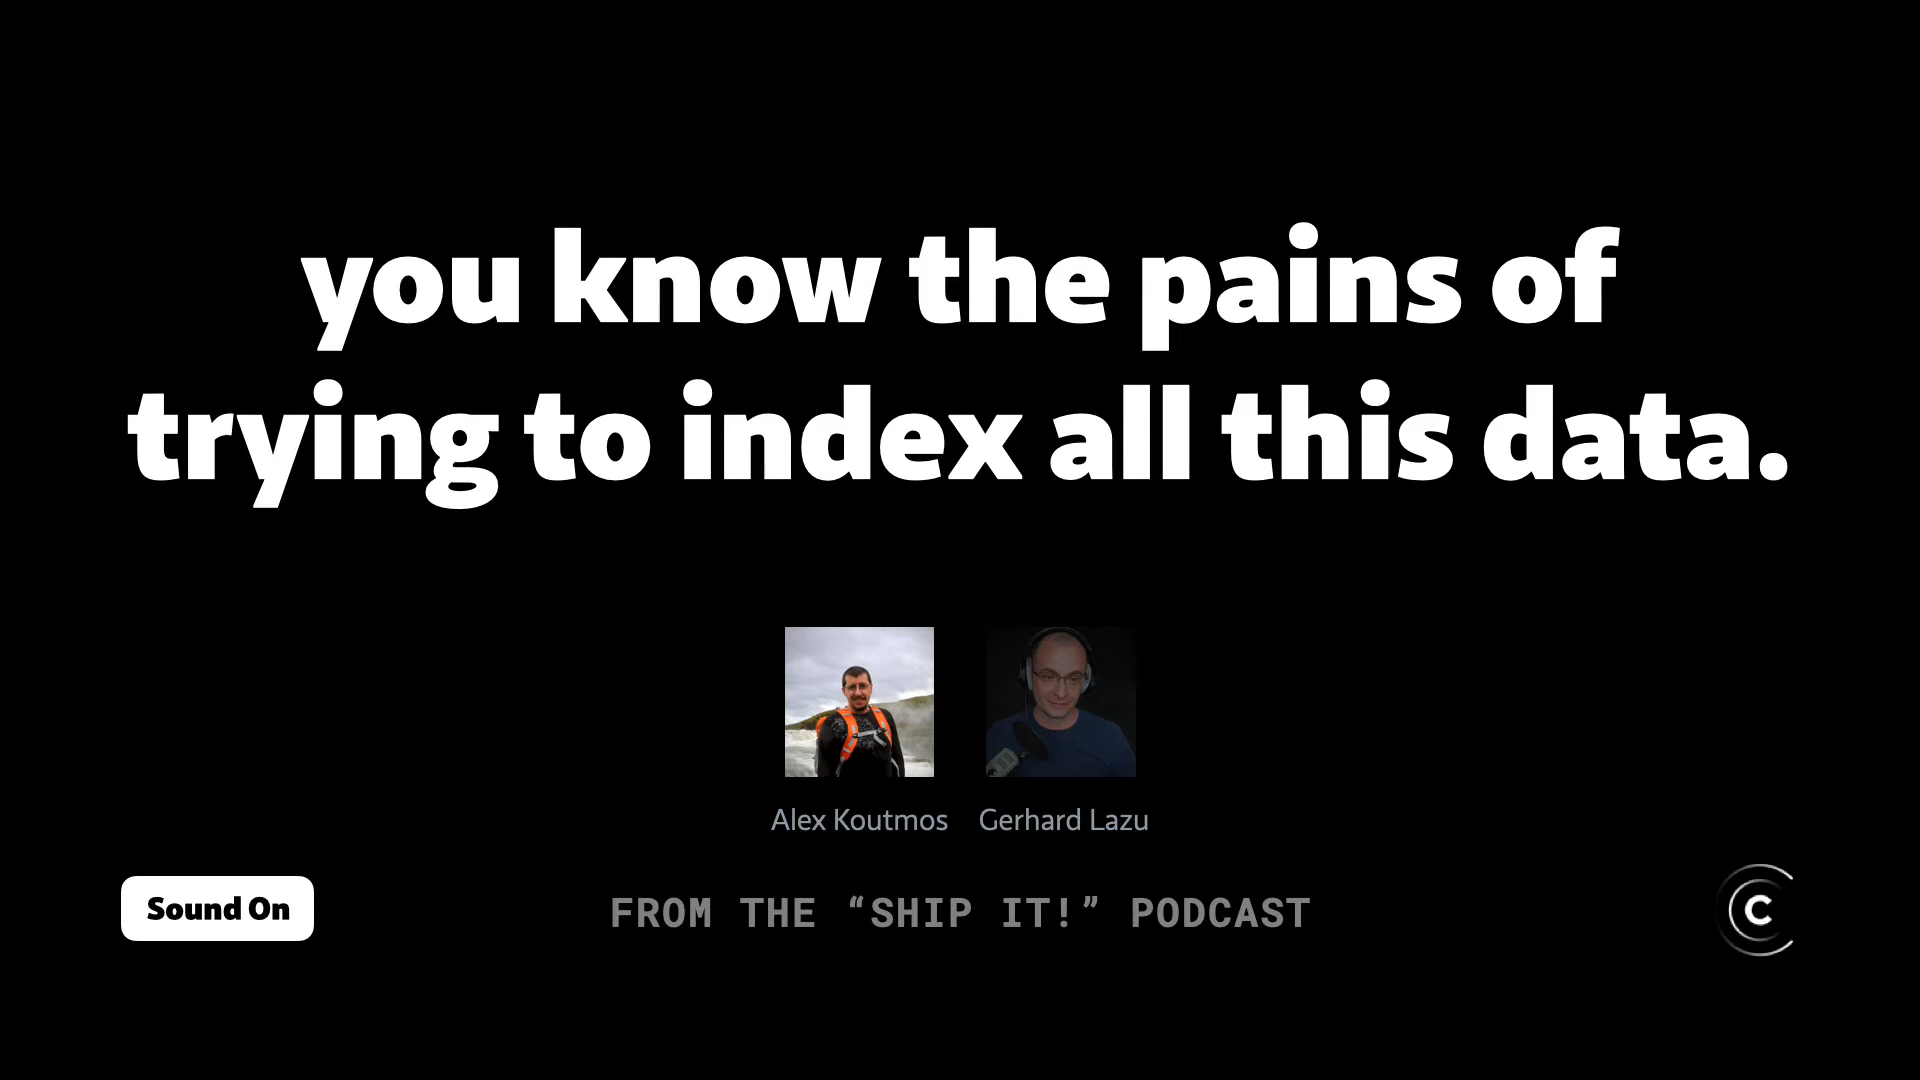 you know the pains of
trying to index all this data.
Alex Koutmos
Gerhard Lazu
Sound On
FROM THE “SHIP IT!” PODCAST
C